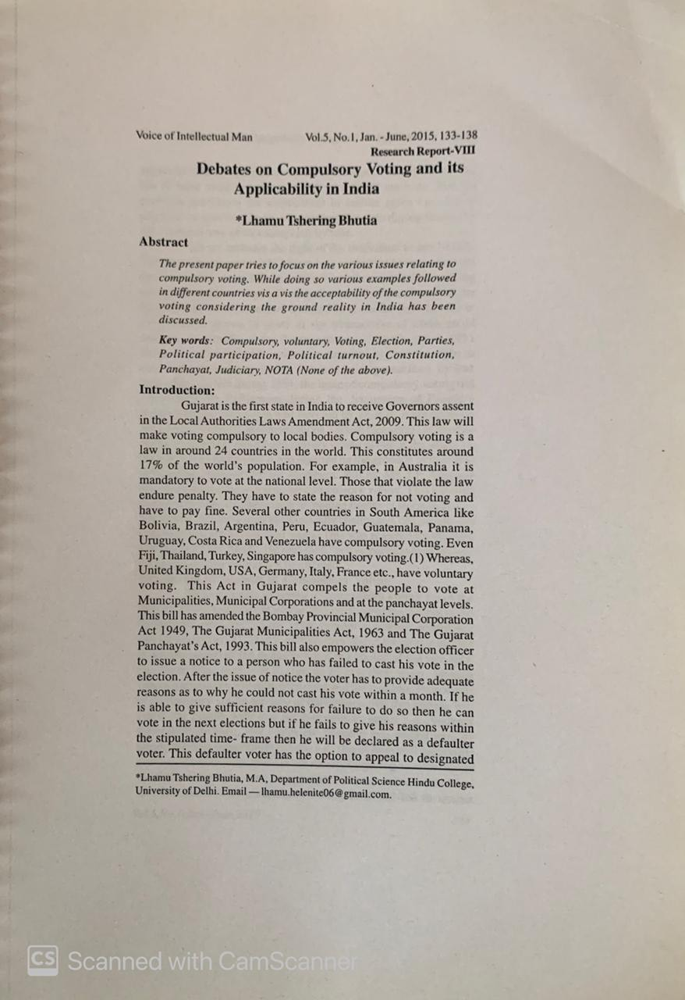 Voice of Intellectual Man Vol.5, No.1, Jan. - June, 2015, 133-138
Research Report-VIII
Debates on Compulsory Voting and its
Applicability in India
*Lhamu Tshering Bhutia
Abstract
The present paper tries to focus on the various issues relating to
compulsory voting. While doing so various examples followed
in different countries vis a vis the acceptability of the compulsory
voting considering the ground reality in India has been
discussed.
Key words: Compulsory, voluntary, Voting, Election, Parties,
Political participation, Political turnout, Constitution,
Panchayat, Judiciary, NOTA (None of the above).
Introduction:
Gujarat is the first state in India to receive Governors assent
in the Local Authorities Laws Amendment Act, 2009. This law will
make voting compulsory to local bodies. Compulsory voting is a
law in around 24 countries in the world. This constitutes around
17% of the world's population. For example, in Australia it is
mandatory to vote at the national level. Those that violate the law
endure penalty. They have to state the reason for not voting and
have to pay fine. Several other countries in South America like
Bolivia, Brazil, Argentina, Peru, Ecuador, Guatemala, Panama,
Uruguay, Costa Rica and Venezuela have compulsory voting. Even
Fiji, Thailand, Turkey, Singapore has compulsory voting.(1) Whereas,
United Kingdom, USA, Germany, Italy, France etc., have voluntary
voting. This Act in Gujarat compels the people to vote at
Municipalities, Municipal Corporations and at the panchayat levels.
This bill has amended the Bombay Provincial Municipal Corporation
Act 1949, The Gujarat Municipalities Act, 1963 and The Gujarat
Panchayat's Act, 1993. This bill also empowers the election officer
to issue a notice to a person who has failed to cast his vote in the
election. After the issue of notice the voter has to provide adequate
reasons as to why he could not cast his vote within a month. If he
is able to give sufficient reasons for failure to do so then he can
vote in the next elections but if he fails to give his reasons within
the stipulated time- frame then he will be declared as a defaulter
voter. This defaulter voter has the option to appeal to designated
*Lhamu Tshering Bhutia, M.A, Department of Political Science Hindu College,
University of Delhi. Email — lhamu.helenite06@gmail.com.
CS Scanned with CamScanner